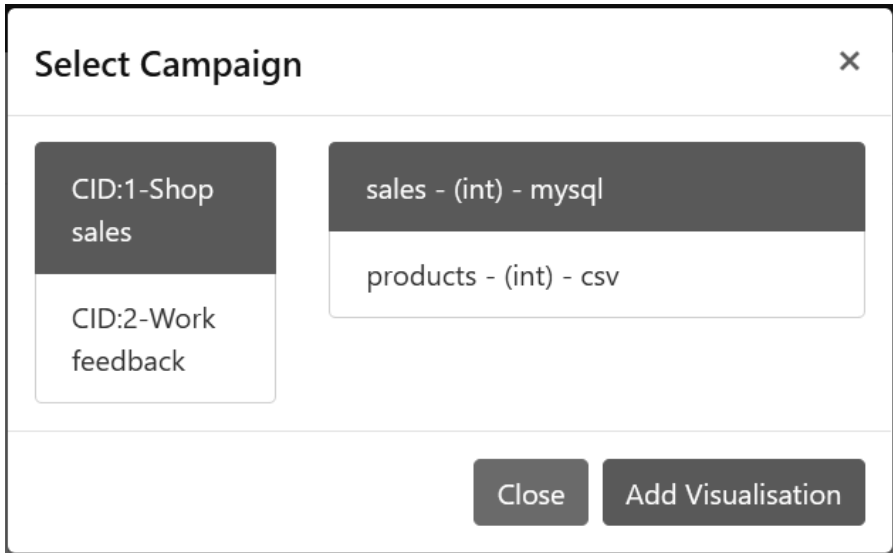 Select Campaign
×
CID:1-Shop
sales
CID:2-Work
feedback
sales - (int) - mysql
products - (int) - csv
Close
Add Visualisation